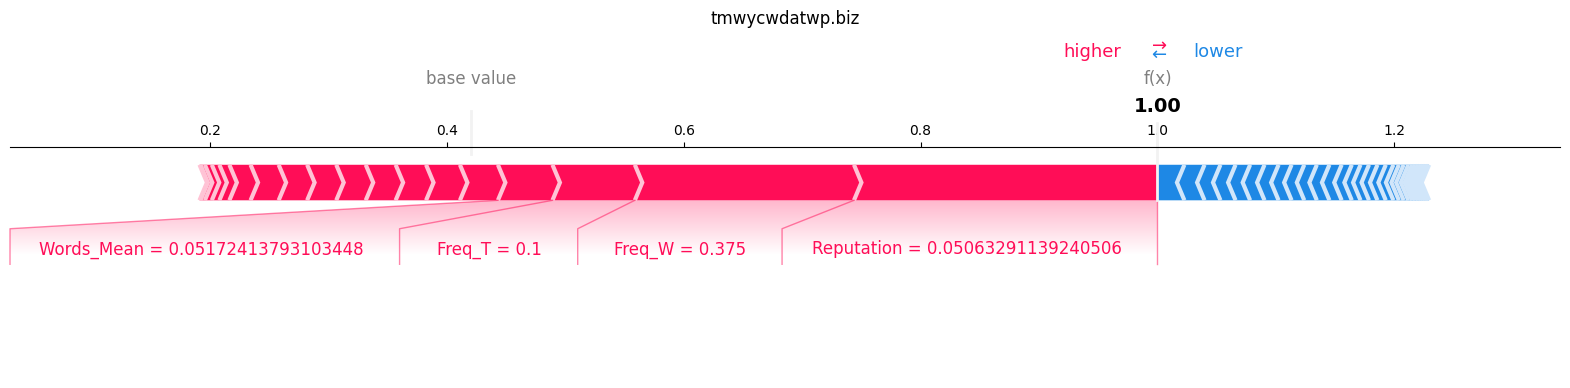 tmwycwdatwp.biz
higher ⇄ lower
base value f(x)
1.00
0.2 0.4 0.6 0.8 1 0 1.2
Words_Mean = 0.05172413793103448 Freq_T = 0.1 Freq_W = 0.375 Reputation = 0.05063291139240506